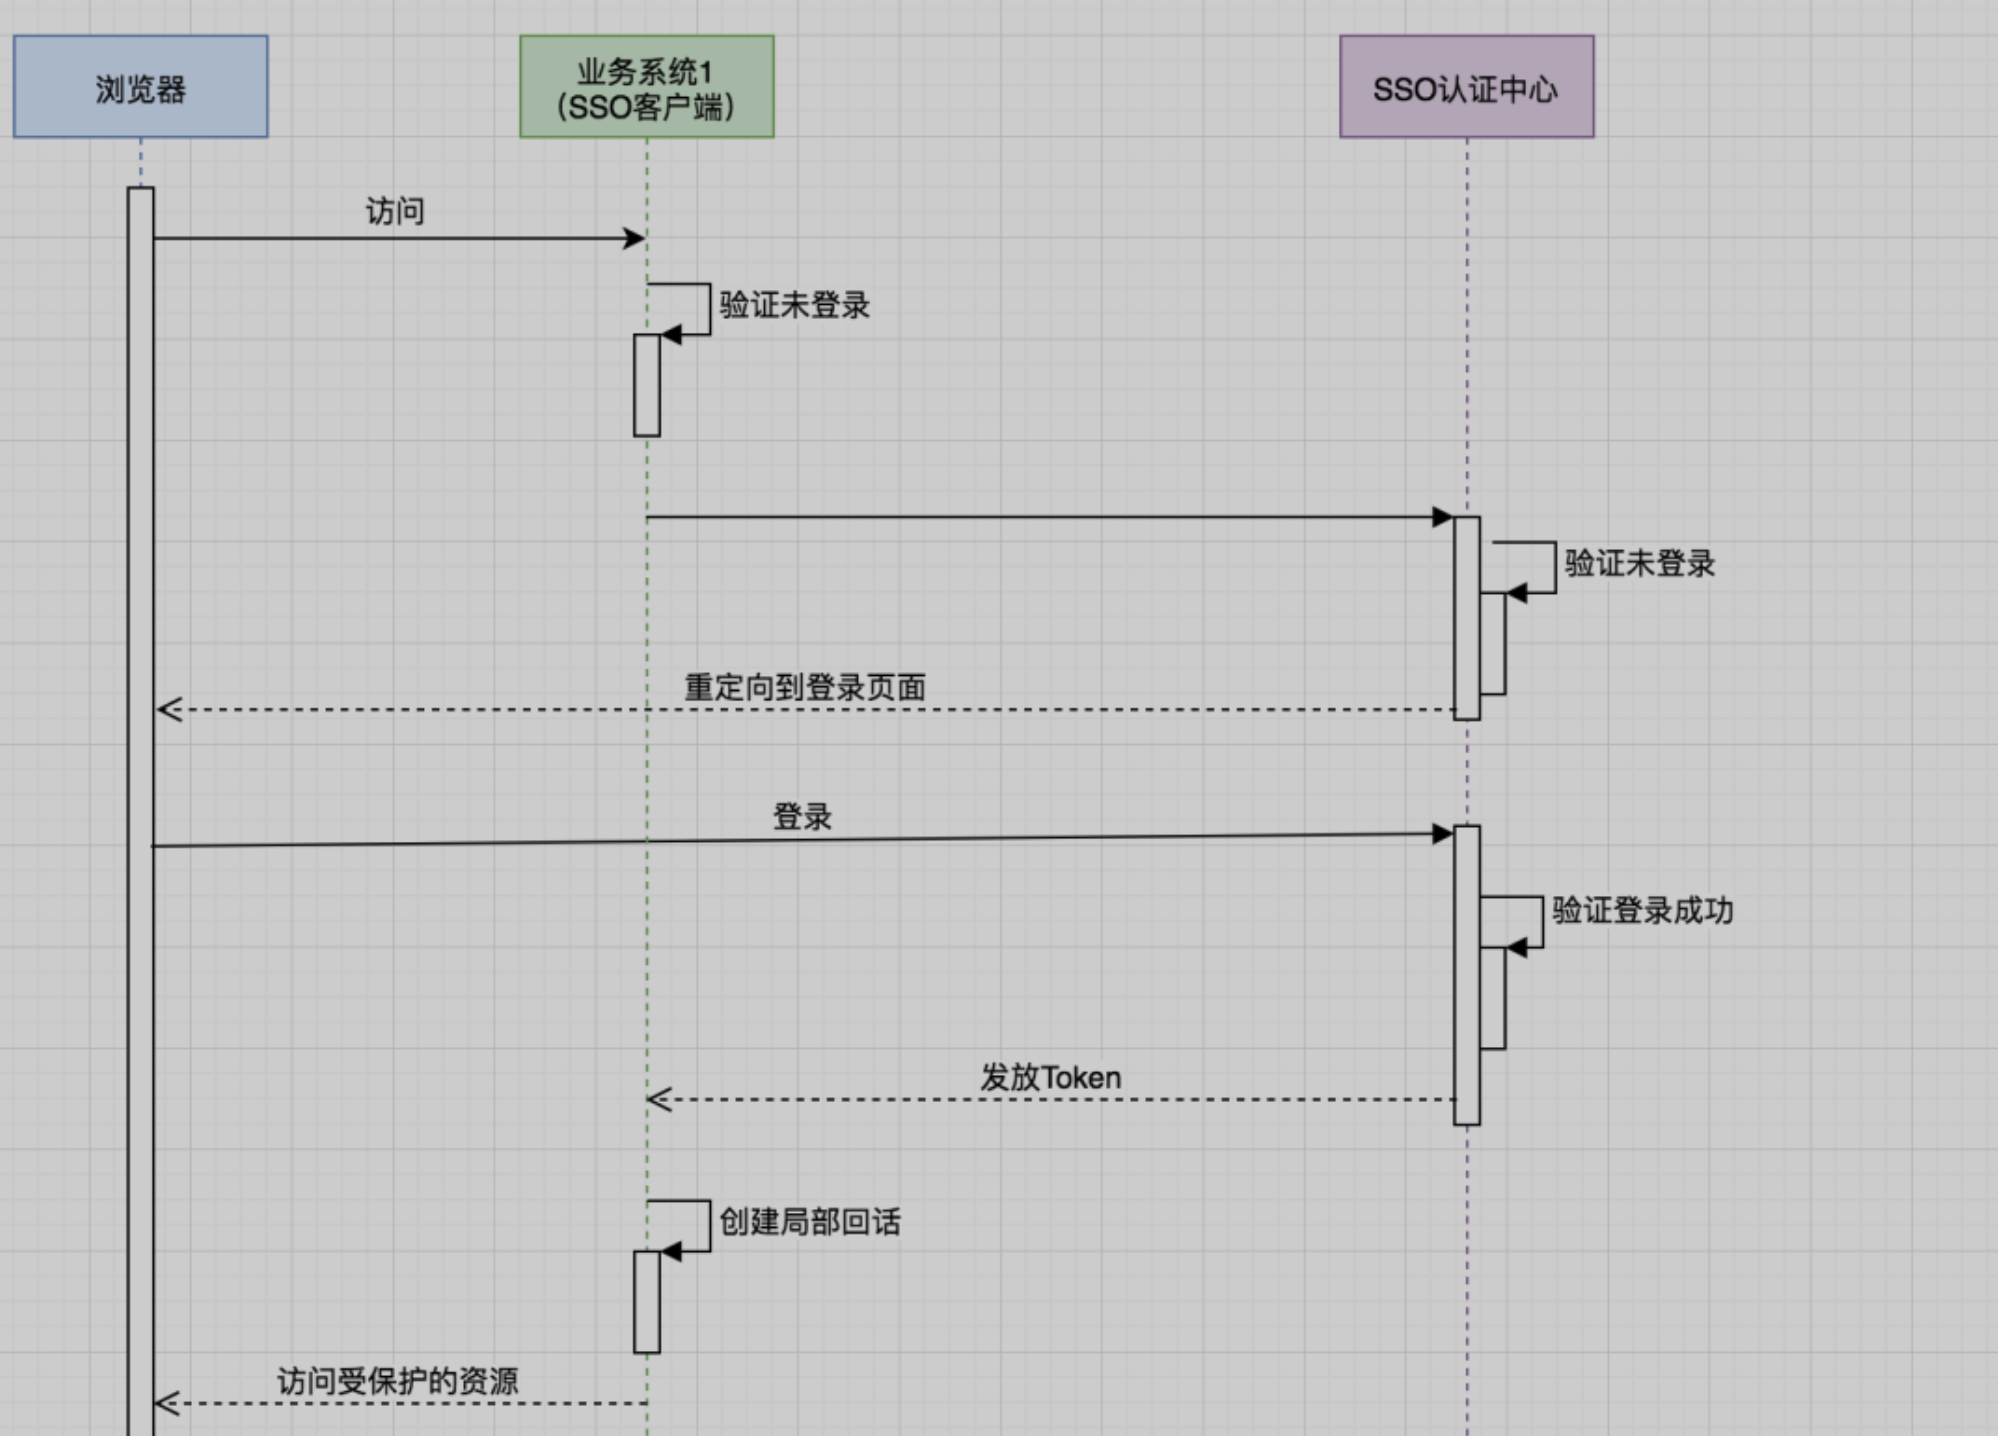 浏览器
业务系统1
（SSO客户端）
SSO认证中心
访问
验证未登录
验证未登录
重定向到登录页面
登录
验证登录成功
发放Token
创建局部回话
访问受保护的资源